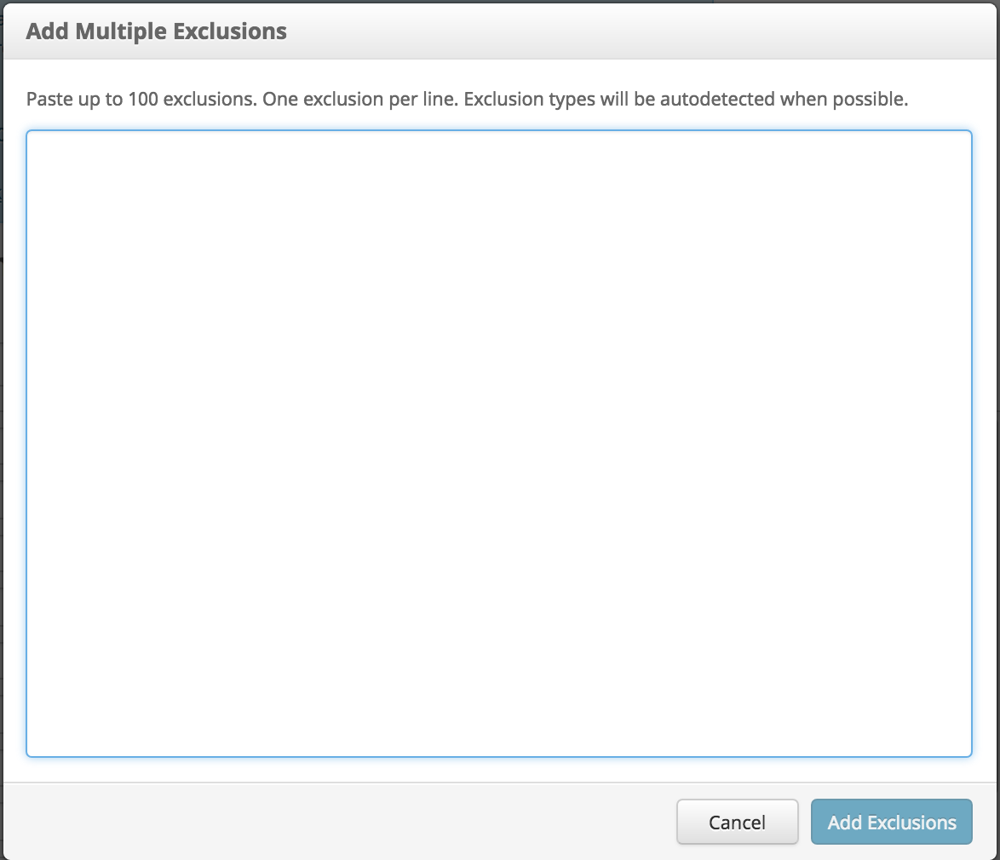 Add Multiple Exclusions
Paste up to 100 exclusions. One exclusion per line. Exclusion types will be autodetected when possible.
Cancel
Add Exclusions